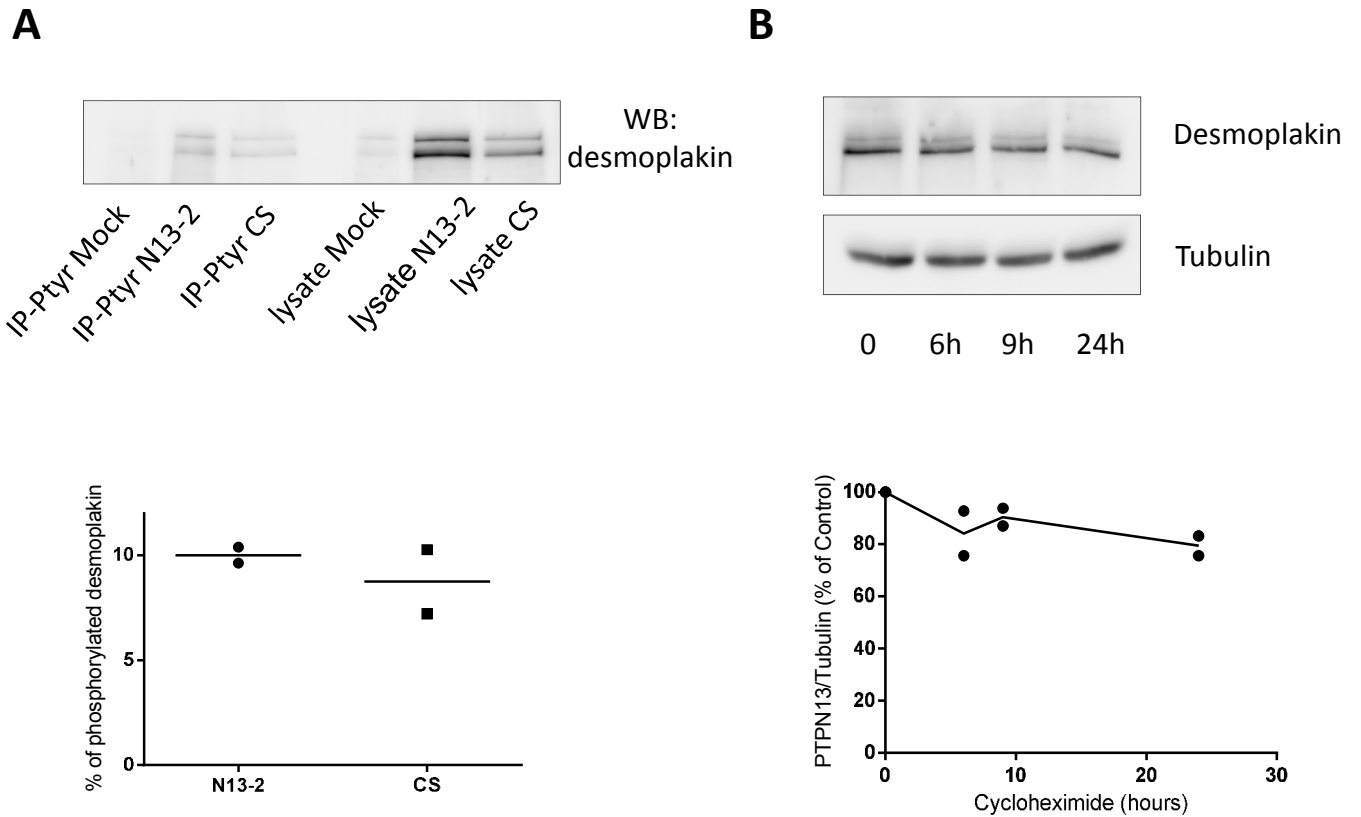 A
WB:
desmoplakin
IP-Ptyr Mock
IP-Ptyr N13-2
IP-Ptyr CS
lysate Mock
lysate N13-2
lysate CS
% of phosphorylated desmoplakin
10
5
0
N13-2
CS
B
Desmoplakin
Tubulin
0
6h
9h
24h
PTPN13/Tubulin (% of Control)
100
80
60
40
20
0
0
10
20
30
Cycloheximide (hours)